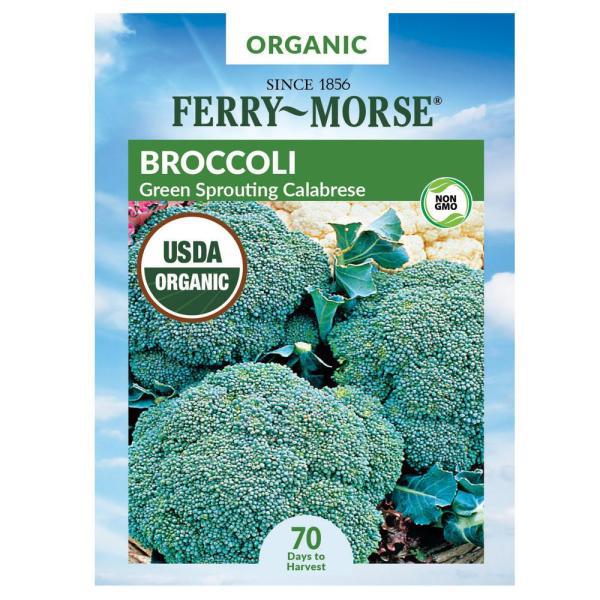 ORGANIC
SINCE 1856
FERRY~MORSE®
BROCCOLI
Green Sprouting Calabrese
NON
GMO
USDA
ORGANIC
70
Days to
Harvest